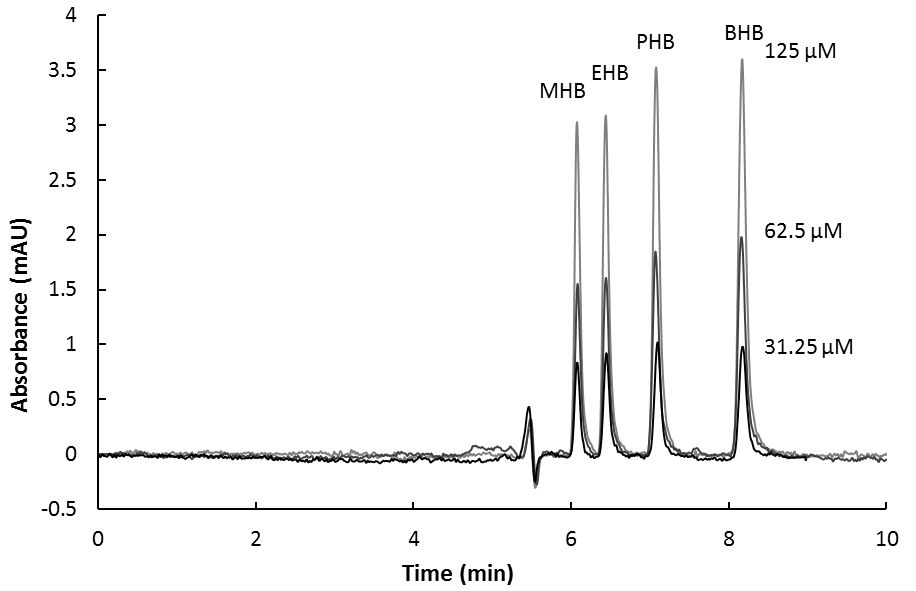 4
3.5
3
2.5
2
1.5
1
0.5
0
-0.5
Absorbance (mAU)
MHB
EHB
PHB
BHB
125 µM
62.5 µM
31.25 µM
0 2 4 6 8 10
Time (min)